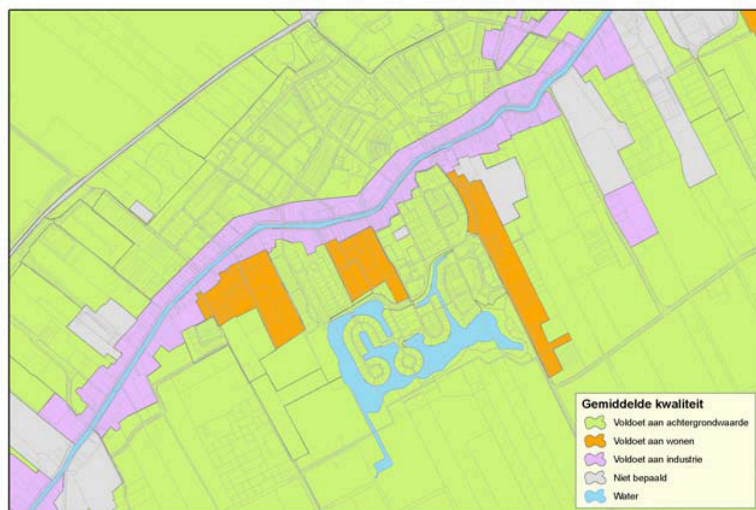 Gemiddelde kwaliteit
Voldoet aan achtergrondwaarde
Voldoet aan wonen
Voldoet aan industrie
Niet bepaald
Water